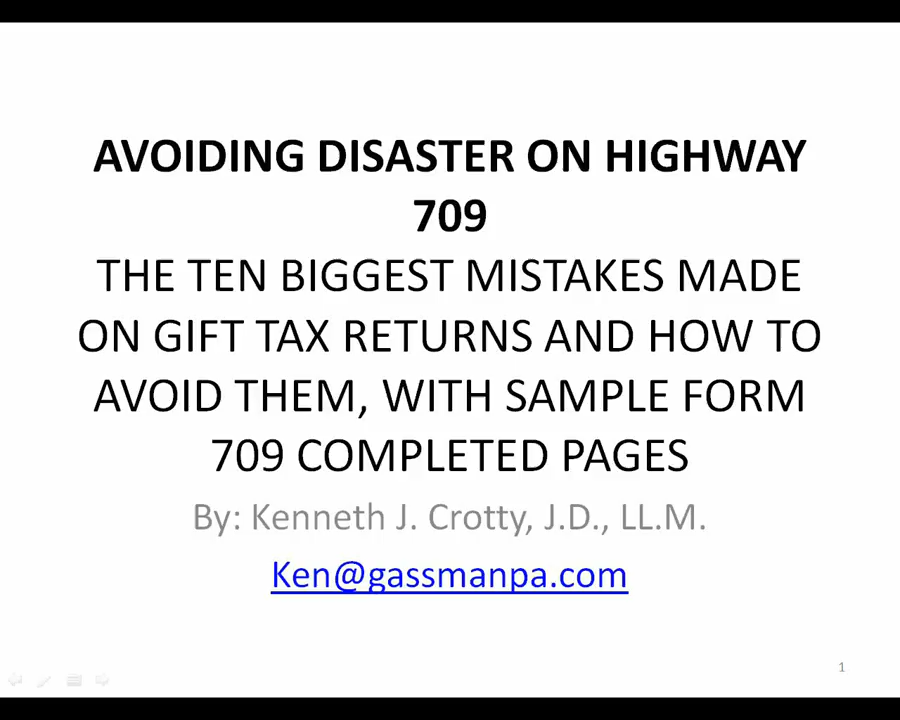 AVOIDING DISASTER ON HIGHWAY
709
THE TEN BIGGEST MISTAKES MADE
ON GIFT TAX RETURNS AND HOW TO
AVOID THEM, WITH SAMPLE FORM
709 COMPLETED PAGES
By: Kenneth J. Crotty, J.D., LL.M.
Ken@gassmanpa.com
1